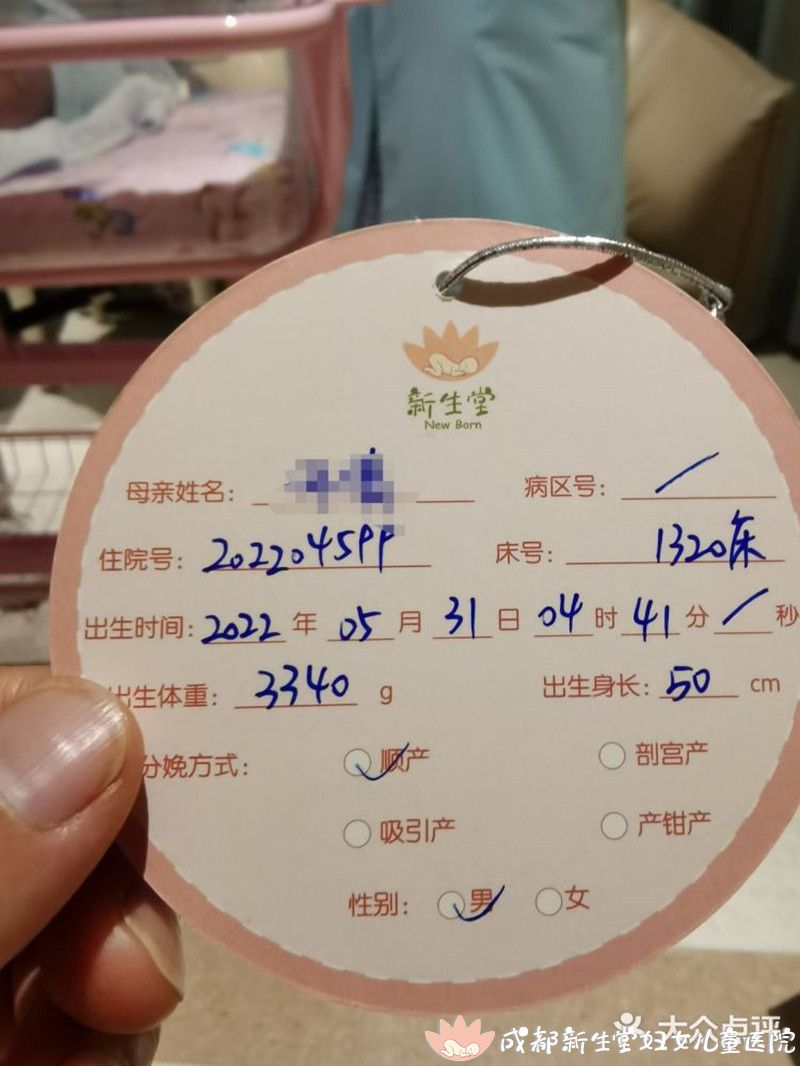 新生堂
New Born
母亲姓名： 病区号： /
住院号：202204599 床号：1320床
出生时间：2022年05月31日04时41分/秒
出生体重：3340g 出生身长：50cm
分娩方式： 顺产 剖宫产
吸引产 产钳产
性别： 男 女
大众点评
成都新生堂妇女儿童医院